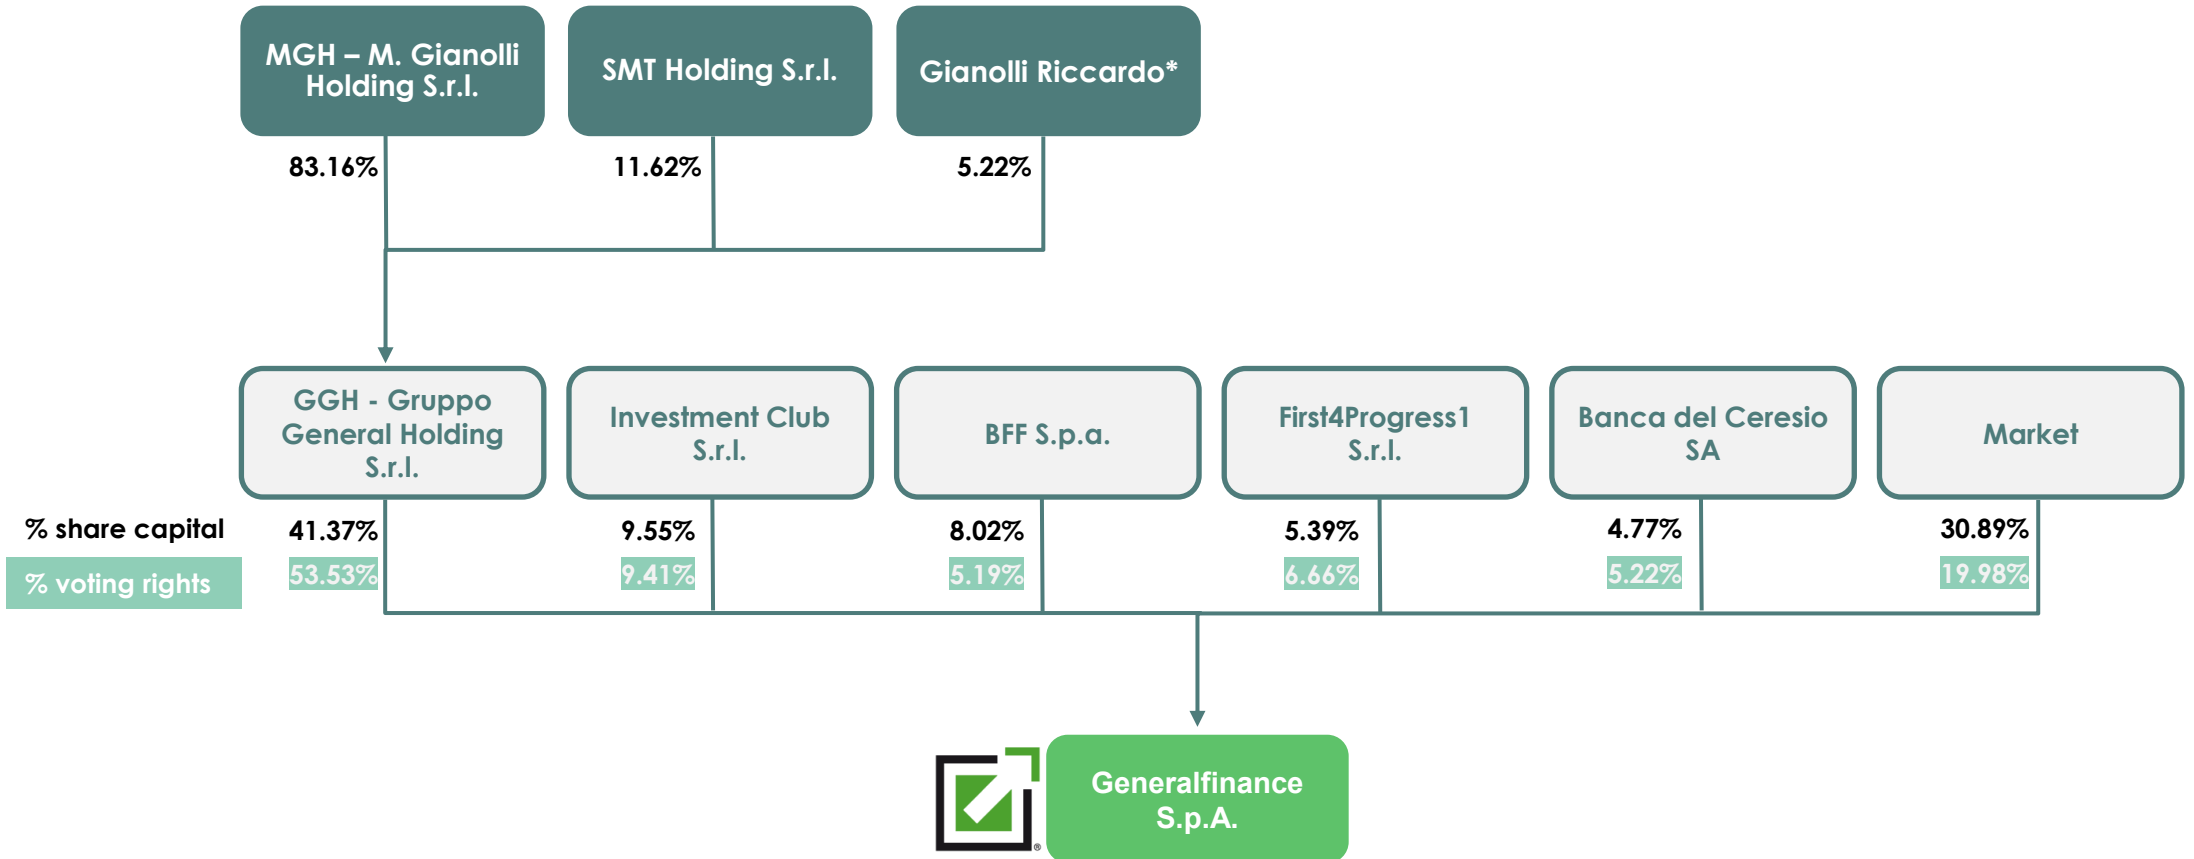 MGH – M. Gianolli
Holding S.r.l.
SMT Holding S.r.l.
Gianolli Riccardo*
83.16%
11.62%
5.22%
GGH - Gruppo
General Holding
S.r.l.
Investment Club
S.r.l.
BFF S.p.a.
First4Progress1
S.r.l.
Banca del Ceresio
SA
Market
% share capital
41.37%
9.55%
8.02%
5.39%
4.77%
30.89%
% voting rights
53.53%
9.41%
5.19%
6.66%
5.22%
19.98%
Generalfinance
S.p.A.
®